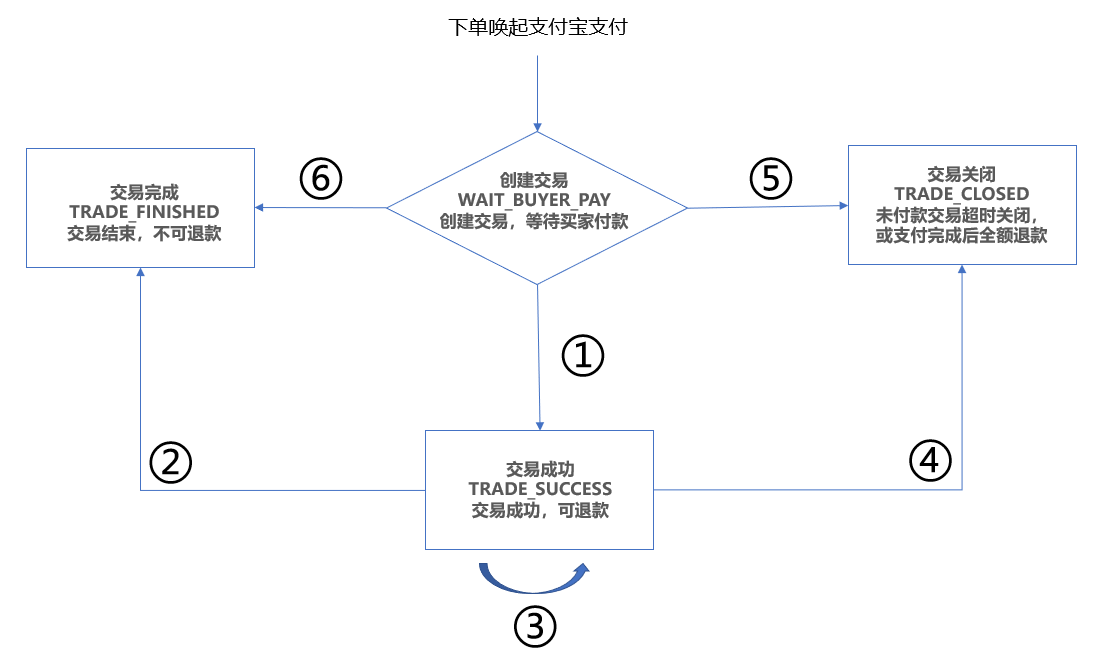 下单唤起支付宝支付
⑥
⑤
交易完成
TRADE_FINISHED
交易结束，不可退款
创建交易
WAIT_BUYER_PAY
创建交易，等待买家付款
交易关闭
TRADE_CLOSED
未付款交易超时关闭，
或支付完成后全额退款
①
②
④
交易成功
TRADE_SUCCESS
交易成功，可退款
③